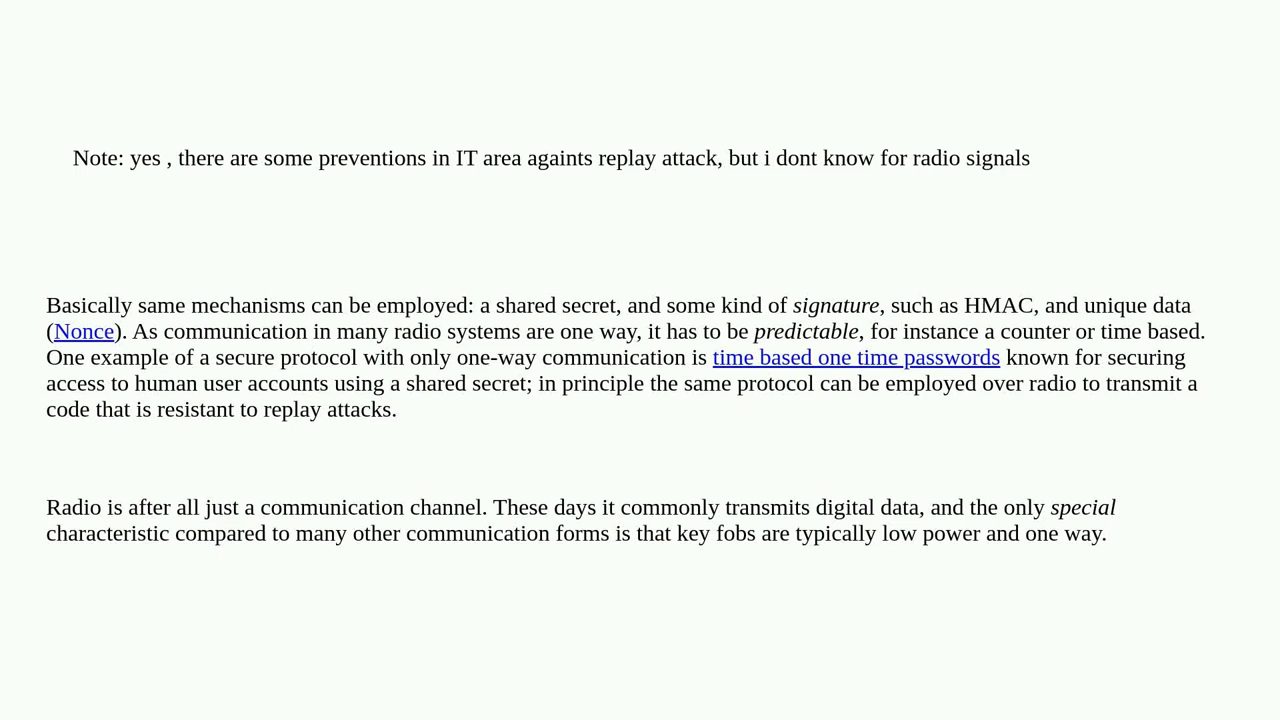 Note: yes , there are some preventions in IT area againts replay attack, but i dont know for radio signals
Basically same mechanisms can be employed: a shared secret, and some kind of signature, such as HMAC, and unique data
(Nonce). As communication in many radio systems are one way, it has to be predictable, for instance a counter or time based.
One example of a secure protocol with only one-way communication is time based one time passwords known for securing
access to human user accounts using a shared secret; in principle the same protocol can be employed over radio to transmit a
code that is resistant to replay attacks.
Radio is after all just a communication channel. These days it commonly transmits digital data, and the only special
characteristic compared to many other communication forms is that key fobs are typically low power and one way.